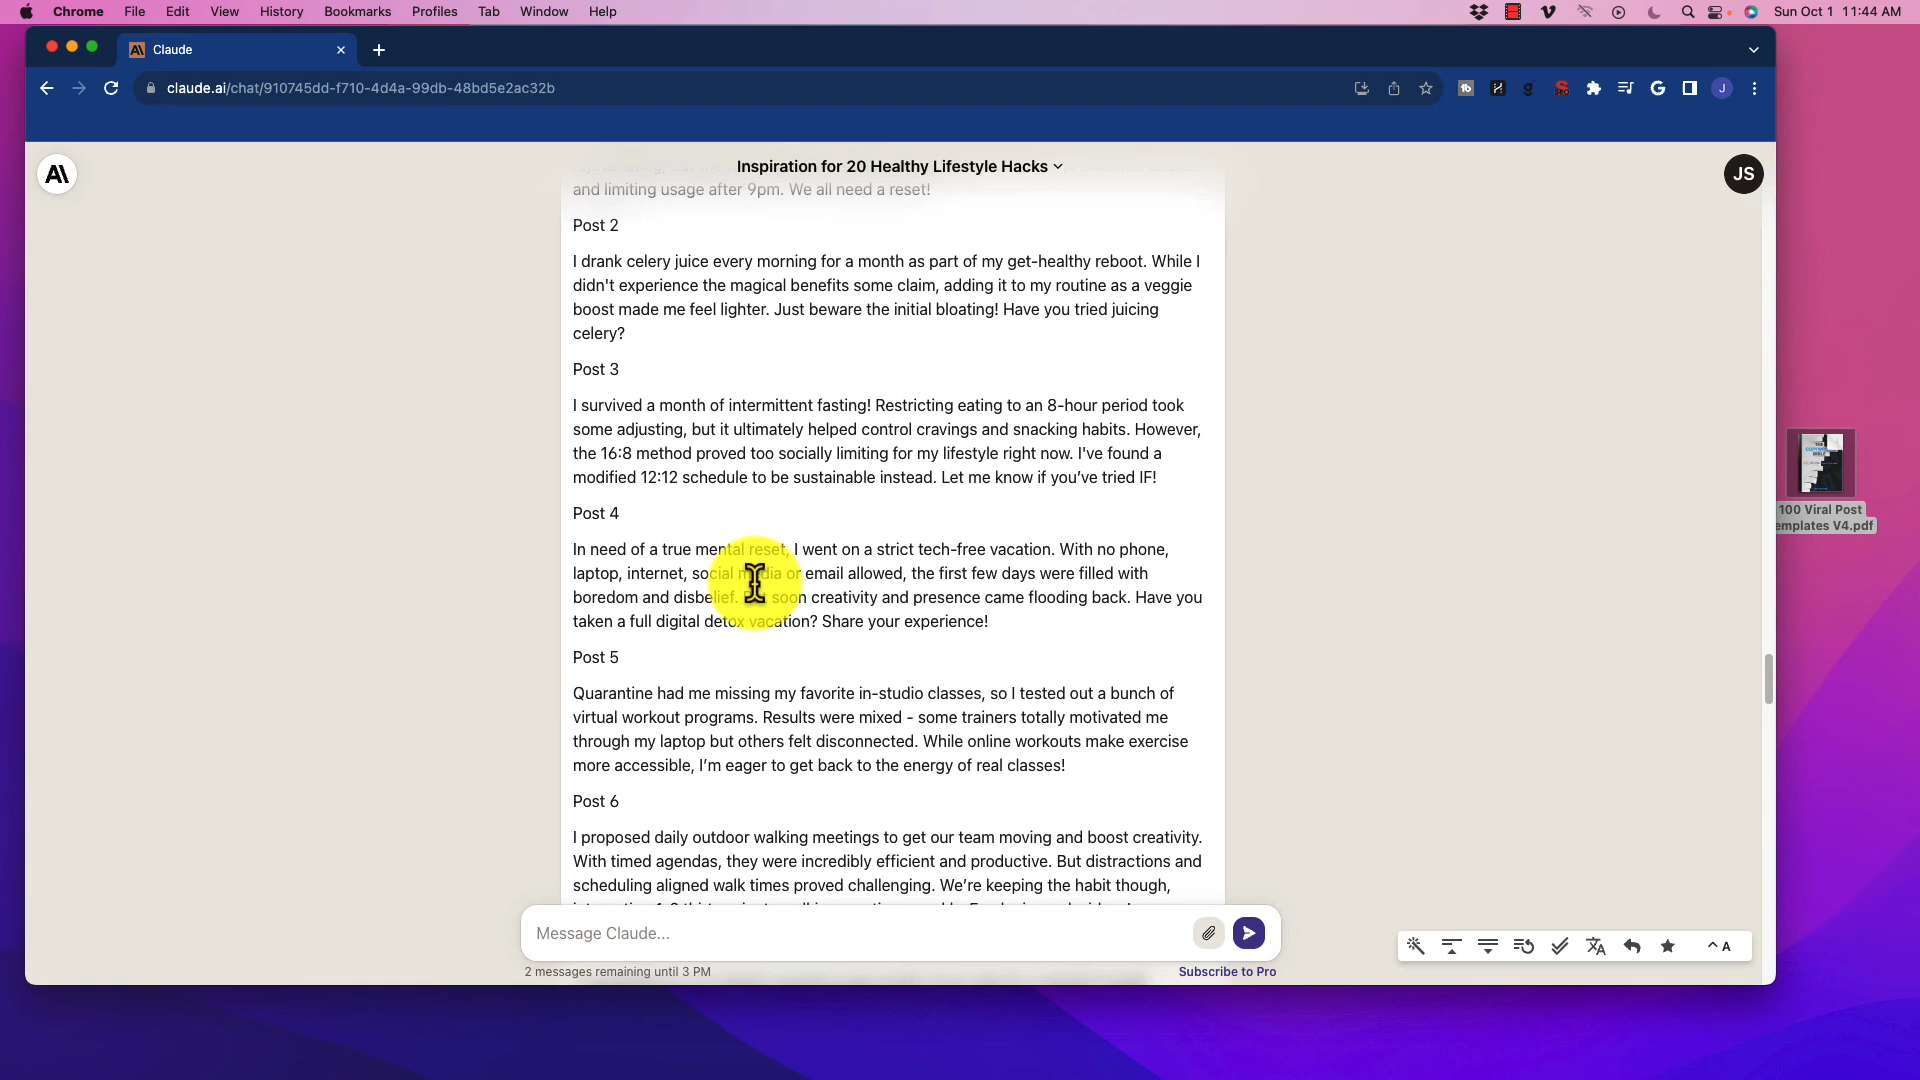 Chrome File Edit View History Bookmarks Profiles Tab Window Help
Sun Oct 1 11:44 AM
Claude
claude.ai/chat/910745dd-f710-4d4a-99db-48bd5e2ac32b
J
Inspiration for 20 Healthy Lifestyle Hacks
JS
and limiting usage after 9pm. We all need a reset!
Post 2
I drank celery juice every morning for a month as part of my get-healthy reboot. While I
didn't experience the magical benefits some claim, adding it to my routine as a veggie
boost made me feel lighter. Just beware the initial bloating! Have you tried juicing
celery?
Post 3
I survived a month of intermittent fasting! Restricting eating to an 8-hour period took
some adjusting, but it ultimately helped control cravings and snacking habits. However,
the 16:8 method proved too socially limiting for my lifestyle right now. I've found a
modified 12:12 schedule to be sustainable instead. Let me know if you've tried IF!
Post 4
In need of a true mental reset, I went on a strict tech-free vacation. With no phone,
laptop, internet, social media or email allowed, the first few days were filled with
boredom and disbelief. But soon creativity and presence came flooding back. Have you
taken a full digital detox vacation? Share your experience!
Post 5
Quarantine had me missing my favorite in-studio classes, so I tested out a bunch of
virtual workout programs. Results were mixed - some trainers totally motivated me
through my laptop but others felt disconnected. While online workouts make exercise
more accessible, I'm eager to get back to the energy of real classes!
Post 6
I proposed daily outdoor walking meetings to get our team moving and boost creativity.
With timed agendas, they were incredibly efficient and productive. But distractions and
scheduling aligned walk times proved challenging. We're keeping the habit though,
Message Claude...
2 messages remaining until 3 PM
Subscribe to Pro
A
100 Viral Post
emplates V4.pdf